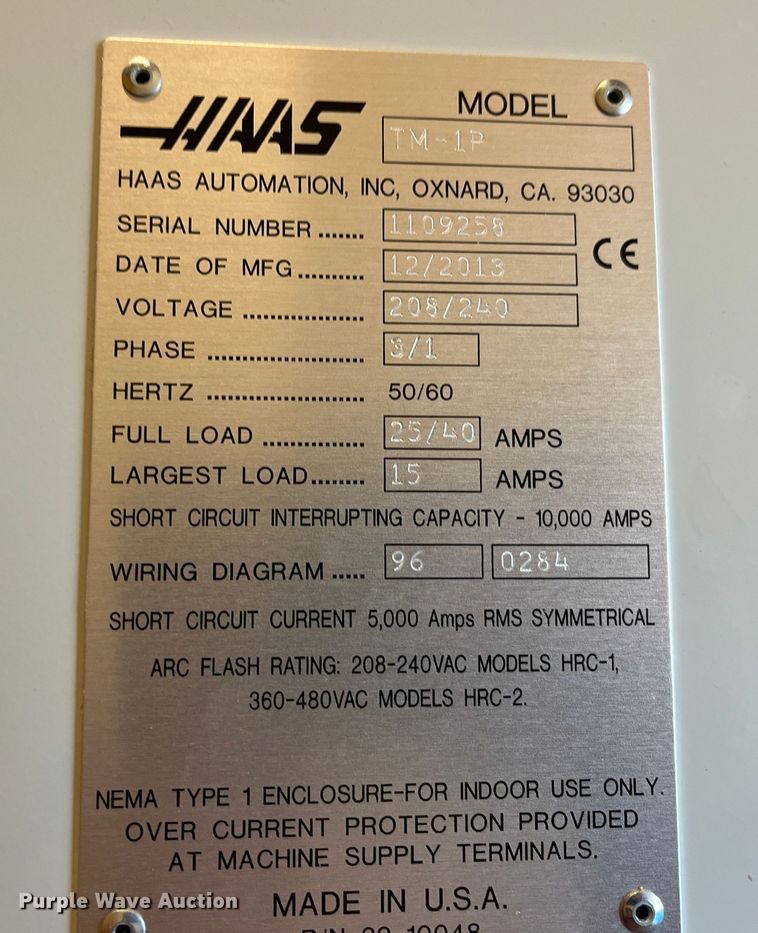 HAAS MODEL
TM-1P
HAAS AUTOMATION, INC, OXNARD, CA. 93030
SERIAL NUMBER ....... 1109258
CE
DATE OF MFG .......... 12/2013
VOLTAGE .................. 208/240
PHASE ....................... 3/1
HERTZ ....................... 50/60
FULL LOAD ............... 25/40 AMPS
LARGEST LOAD........ 15 AMPS
SHORT CIRCUIT INTERRUPTING CAPACITY - 10,000 AMPS
WIRING DIAGRAM ..... 96 0284
SHORT CIRCUIT CURRENT 5,000 Amps RMS SYMMETRICAL
ARC FLASH RATING: 208-240VAC MODELS HRC-1,
360-480VAC MODELS HRC-2.
NEMA TYPE 1 ENCLOSURE-FOR INDOOR USE ONLY.
OVER CURRENT PROTECTION PROVIDED
AT MACHINE SUPPLY TERMINALS.
MADE IN U.S.A.
Purple Wave Auction